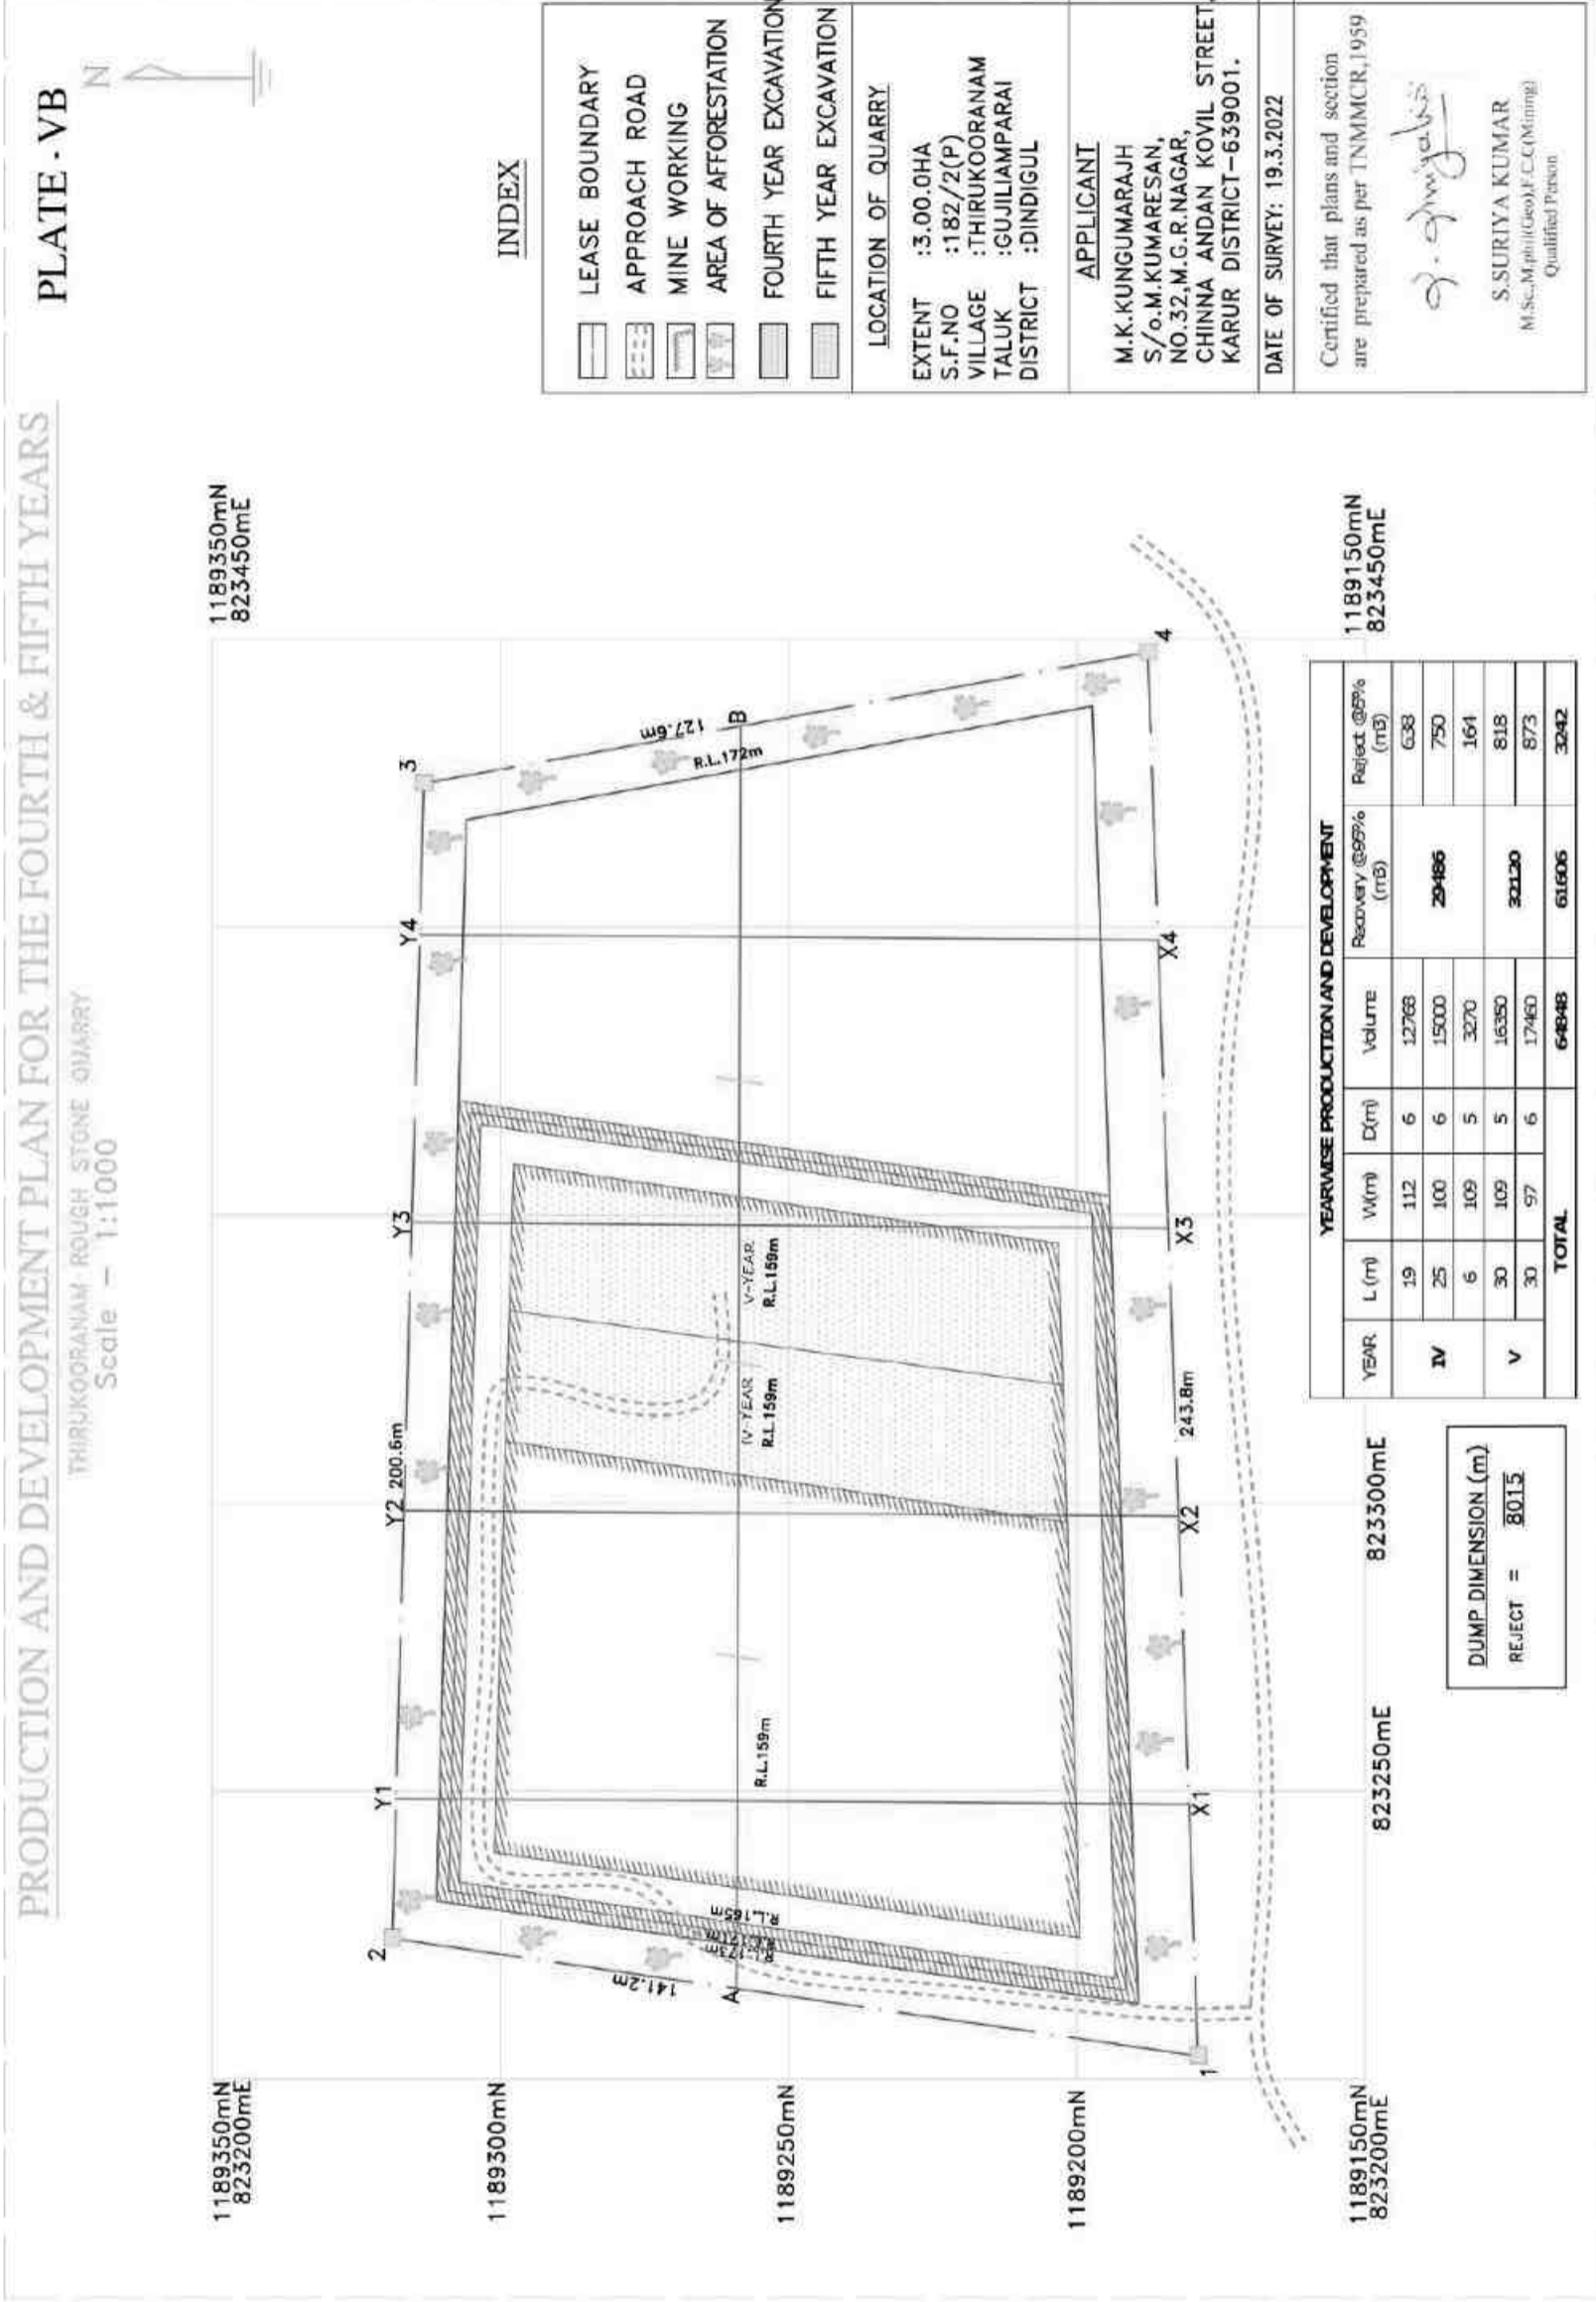 PLATE - VB
PRODUCTION AND DEVELOPMENT PLAN FOR THE FOURTH & FIFTH YEARS
THIRUKOORANAM ROUGH STONE QUARRY
Scale - 1:1000
N
1189350mN
823200mE
1189350mN
823450mE
1189300mN
1189250mN
1189200mN
1189150mN
823200mE
823250mE
823300mE
1189150mN
823450mE
2
Y1
Y2
200.6m
Y3
Y4
3
141.2m
A
R.L.165m
R.L.159m
IV-YEAR
R.L.159m
V-YEAR
R.L.159m
R.L.172m
127.6m
B
1
X1
X2
243.8m
X3
X4
4
INDEX
LEASE BOUNDARY
APPROACH ROAD
MINE WORKING
AREA OF AFFORESTATION
FOURTH YEAR EXCAVATION
FIFTH YEAR EXCAVATION
LOCATION OF QUARRY
EXTENT :3.00.0HA
S.F.NO :182/2(P)
VILLAGE :THIRUKOORANAM
TALUK :GUJILIAMPARAI
DISTRICT :DINDIGUL
APPLICANT
M.K.KUNGUMARAJH
S/o.M.KUMARESAN,
NO.32,M.G.R.NAGAR,
CHINNA ANDAN KOVIL STREET,
KARUR DISTRICT-639001.
DATE OF SURVEY: 19.3.2022
Certified that plans and section
are prepared as per TNMMCR,1959
S.SURIYA KUMAR
M.Sc.,M.phil(Geo),F.C.C(Mining)
Qualified Person
DUMP DIMENSION (m)
REJECT = 8015
YEARWISE PRODUCTION AND DEVELOPMENT
YEAR L(m) W(m) D(m) Volume Recovery @95% (m3) Reject @5% (m3)
IV 19 112 6 12768 29486 638
25 100 6 15000 750
6 109 5 3270 164
V 30 109 5 16350 32120 818
30 97 6 17460 873
TOTAL 64848 61606 3242